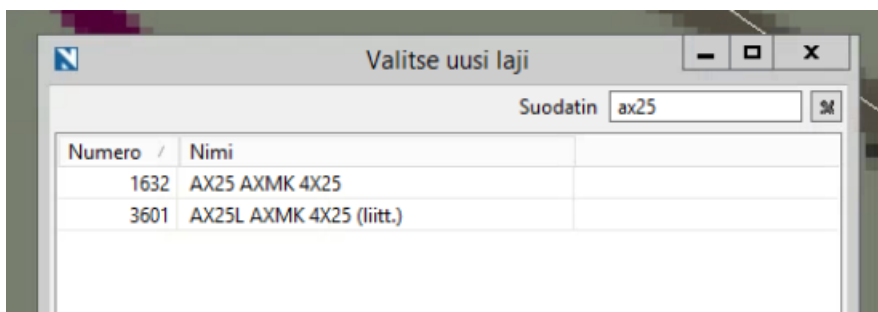 Valitse uusi laji
Suodatin ax25
Numero Nimi
1632 AX25 AXMK 4X25
3601 AX25L AXMK 4X25 (liitt.)